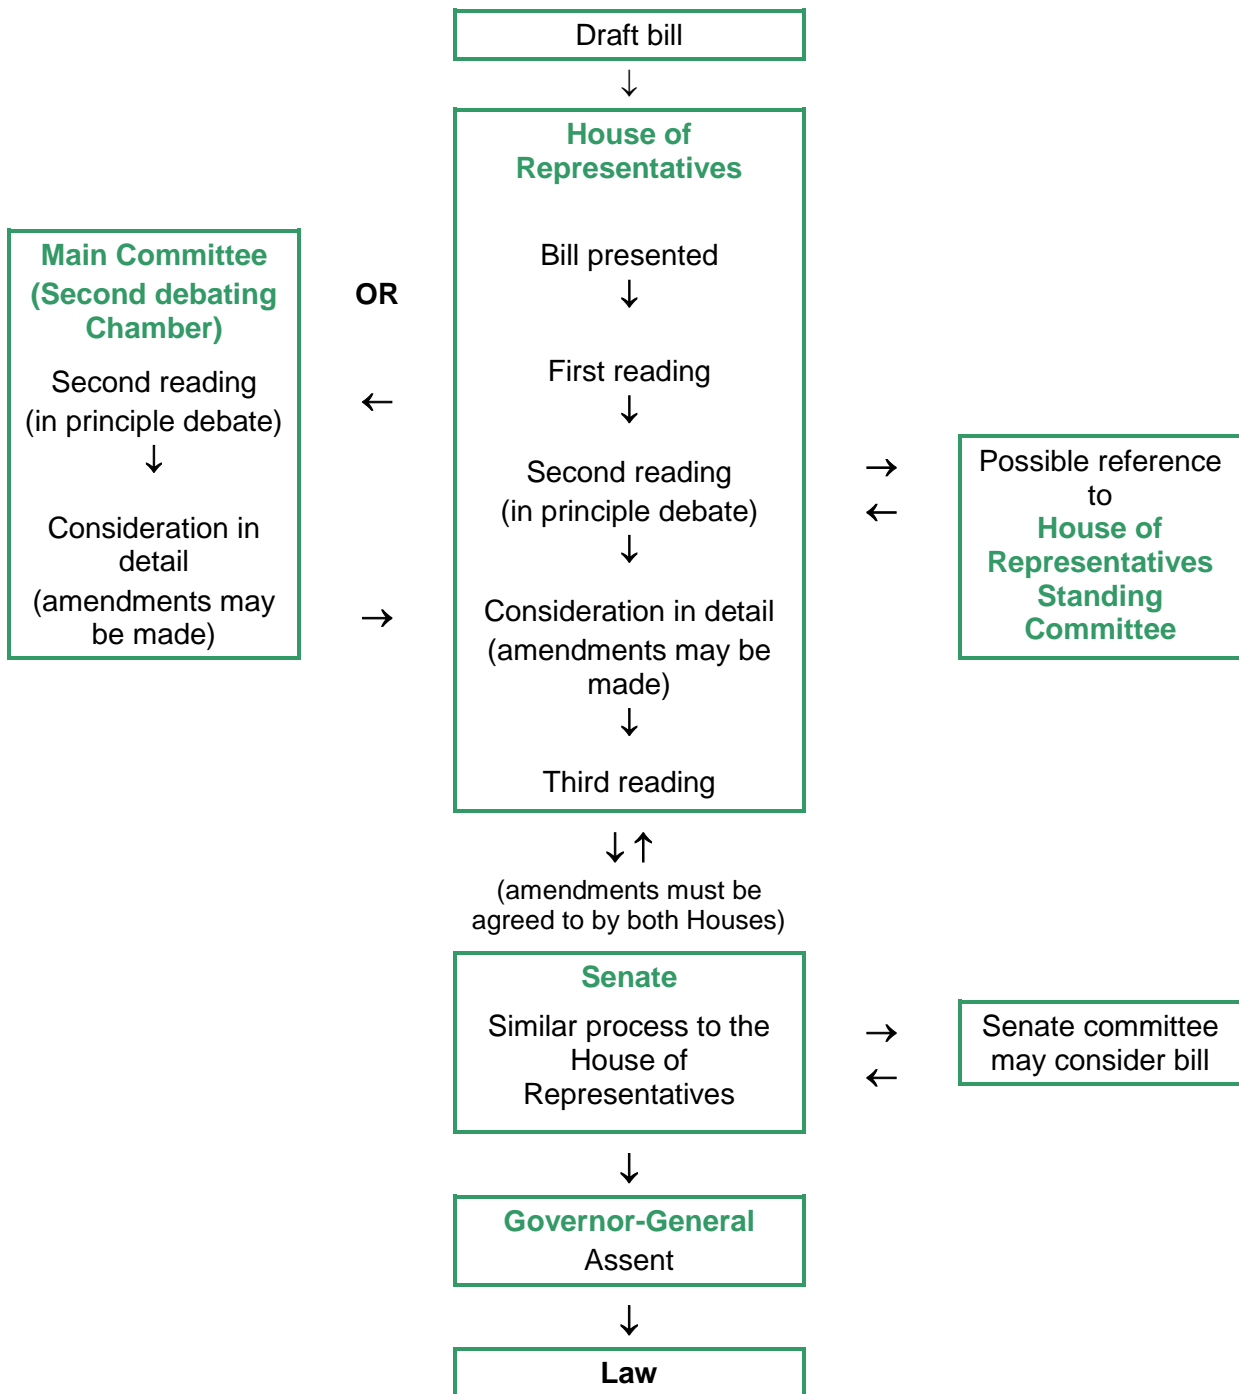 Draft bill
↓
House of
Representatives
Bill presented
↓
First reading
↓
Second reading
(in principle debate)
↓
Consideration in detail
(amendments may be
made)
↓
Third reading
OR
←
→
Main Committee
(Second debating
Chamber)
Second reading
(in principle debate)
↓
Consideration in
detail
(amendments may
be made)
→
←
Possible reference
to
House of
Representatives
Standing
Committee
↓↑
(amendments must be
agreed to by both Houses)
Senate
Similar process to the
House of
Representatives
→
←
Senate committee
may consider bill
↓
Governor-General
Assent
↓
Law